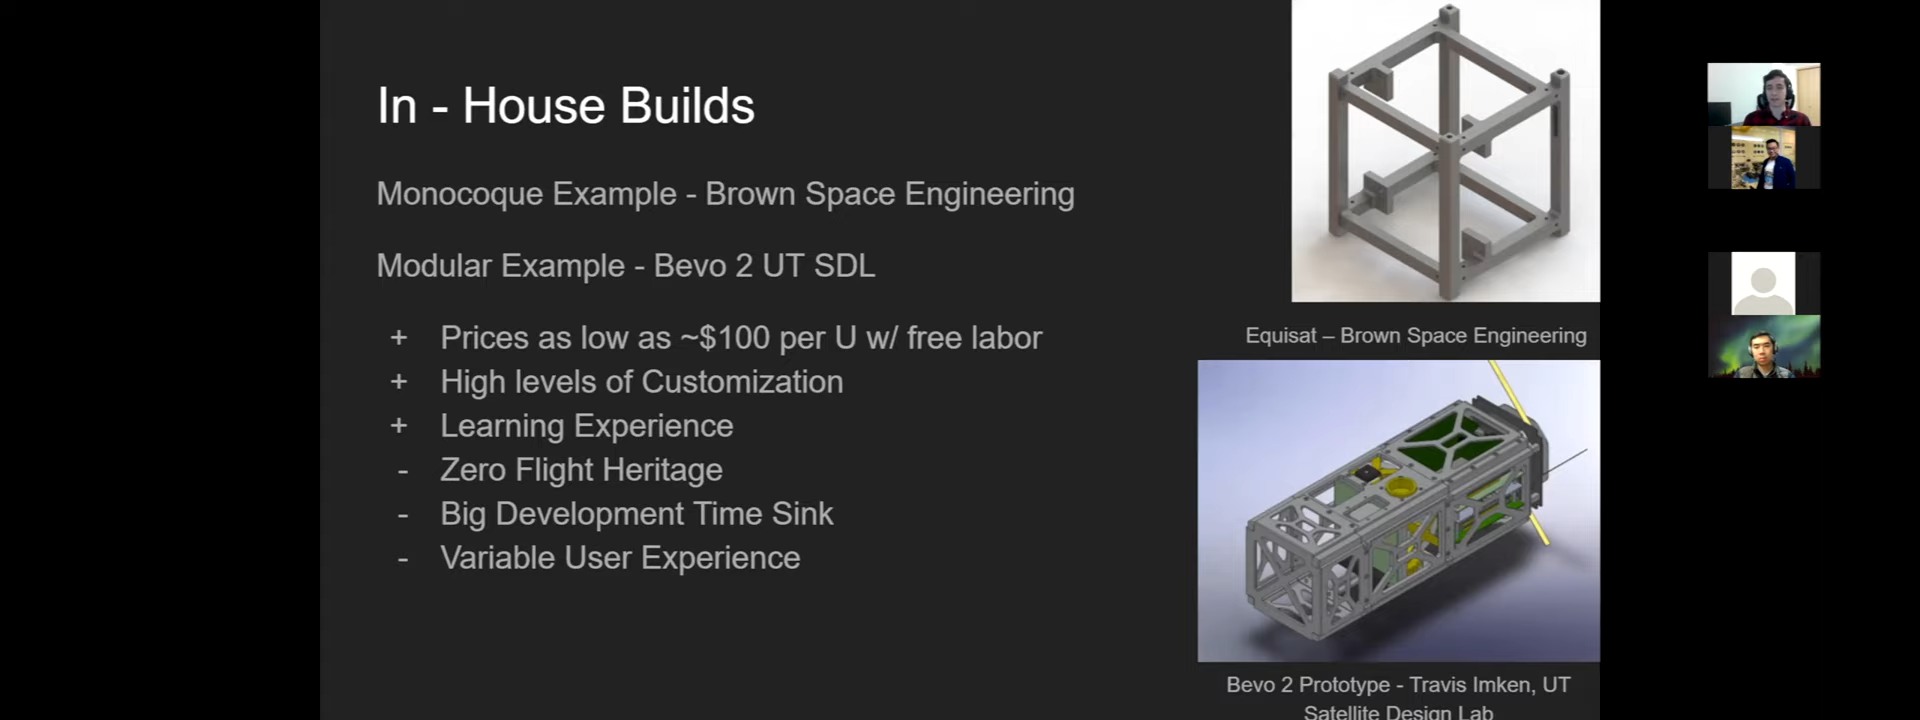 In - House Builds
Monocoque Example - Brown Space Engineering
Modular Example - Bevo 2 UT SDL
+ Prices as low as ~$100 per U w/ free labor
+ High levels of Customization
+ Learning Experience
- Zero Flight Heritage
- Big Development Time Sink
- Variable User Experience
Equisat – Brown Space Engineering
Bevo 2 Prototype - Travis Imken, UT
Satellite Design Lab